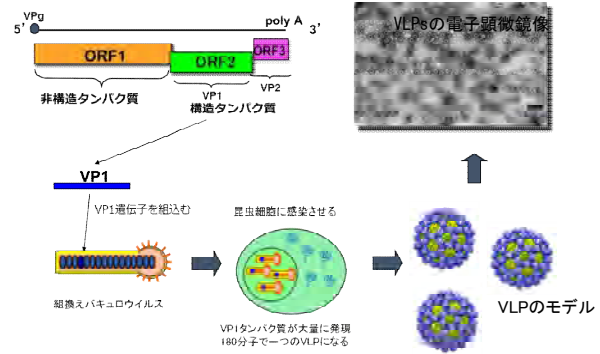 VPg
5’ poly A 3’
ORF1
ORF2
ORF3
非構造タンパク質
VP1
構造タンパク質
VP2
VLPsの電子顕微鏡像
VP1
VP1遺伝子を組込む
組換えバキュロウイルス
昆虫細胞に感染させる
VP1タンパク質が大量に発現
180分子で一つのVLPになる
VLPのモデル